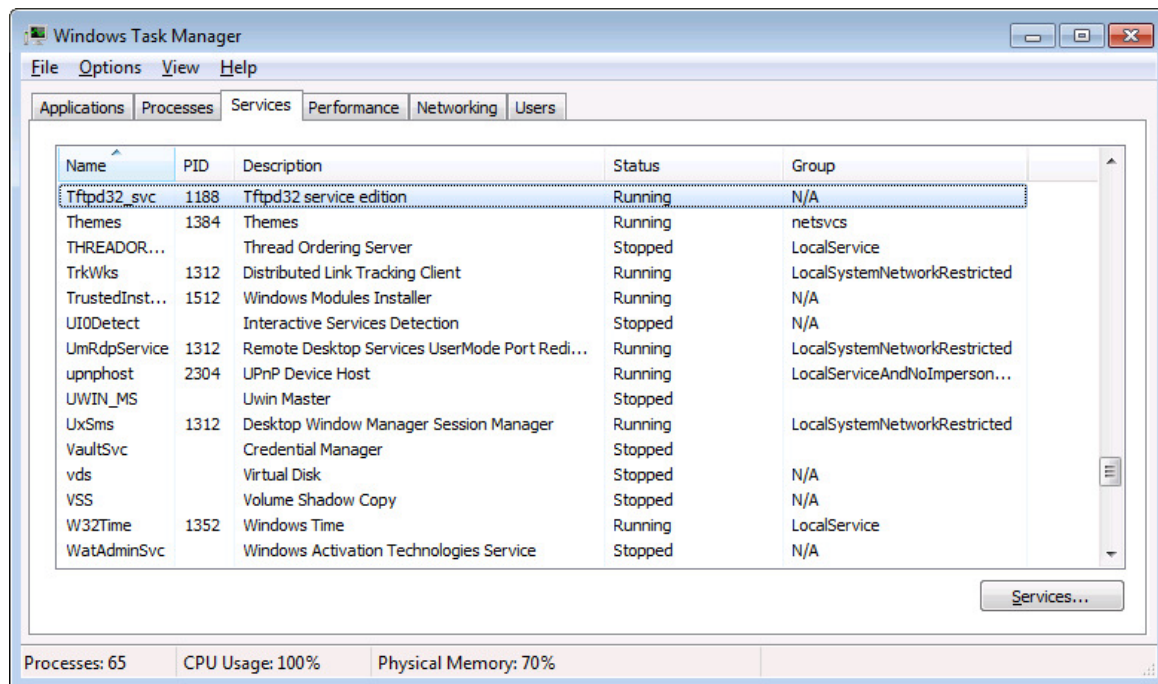 Windows Task Manager
File Options View Help
Applications Processes Services Performance Networking Users
Name PID Description Status Group
Tftpd32_svc 1188 Tftpd32 service edition Running N/A
Themes 1384 Themes Running netsvcs
THREADOR... Thread Ordering Server Stopped LocalService
TrkWks 1312 Distributed Link Tracking Client Running LocalSystemNetworkRestricted
TrustedInst... 1512 Windows Modules Installer Running N/A
UI0Detect Interactive Services Detection Stopped N/A
UmRdpService 1312 Remote Desktop Services UserMode Port Redi... Running LocalSystemNetworkRestricted
upnphost 2304 UPnP Device Host Running LocalServiceAndNoImperson...
UWIN_MS Uwin Master Stopped
UxSms 1312 Desktop Window Manager Session Manager Running LocalSystemNetworkRestricted
VaultSvc Credential Manager Stopped
vds Virtual Disk Stopped N/A
VSS Volume Shadow Copy Stopped N/A
W32Time 1352 Windows Time Running LocalService
WatAdminSvc Windows Activation Technologies Service Stopped N/A
Services...
Processes: 65 CPU Usage: 100% Physical Memory: 70%